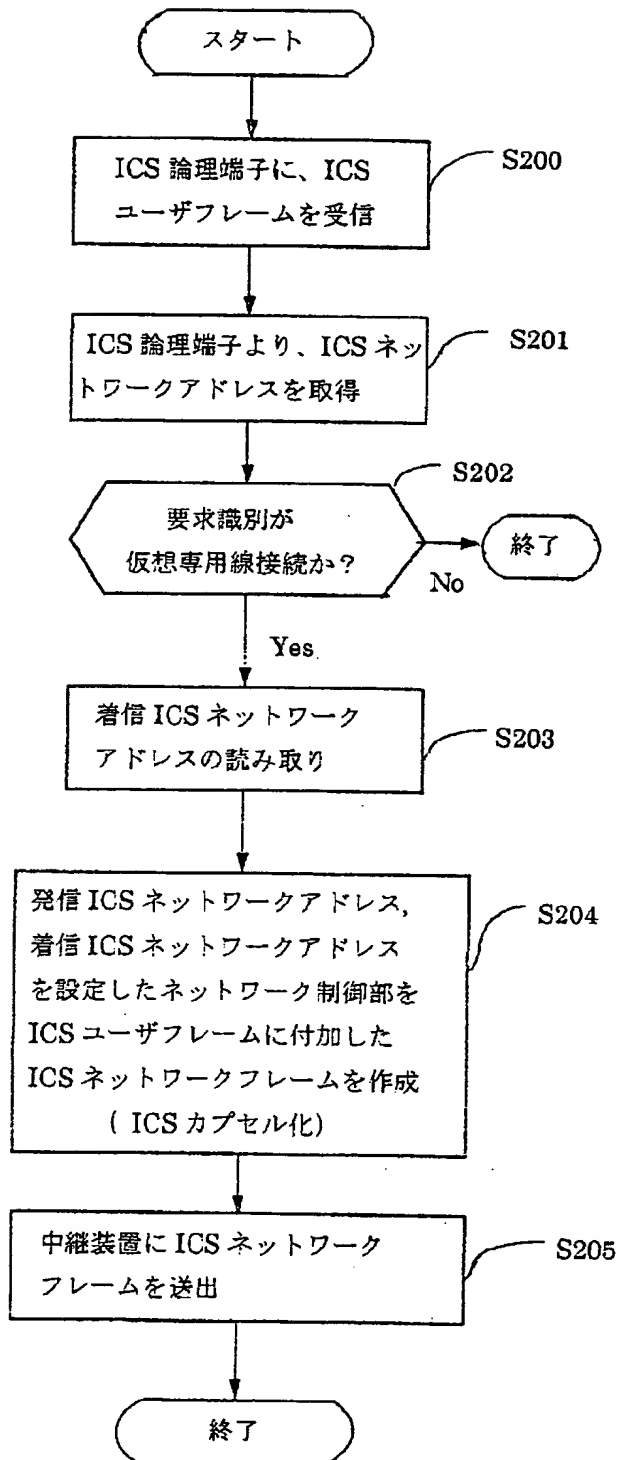 スタート
ICS 論理端子に、ICS
ユーザフレームを受信
S200
ICS 論理端子より、ICS ネッ
トワークアドレスを取得
S201
S202
要求識別が
仮想専用線接続か？
終了
No
Yes
着信 ICS ネットワーク
アドレスの読み取り
S203
発信 ICS ネットワークアドレス,
着信 ICS ネットワークアドレス
を設定したネットワーク制御部を
ICS ユーザフレームに付加した
ICS ネットワークフレームを作成
( ICS カプセル化)
S204
中継装置に ICS ネットワーク
フレームを送出
S205
終了